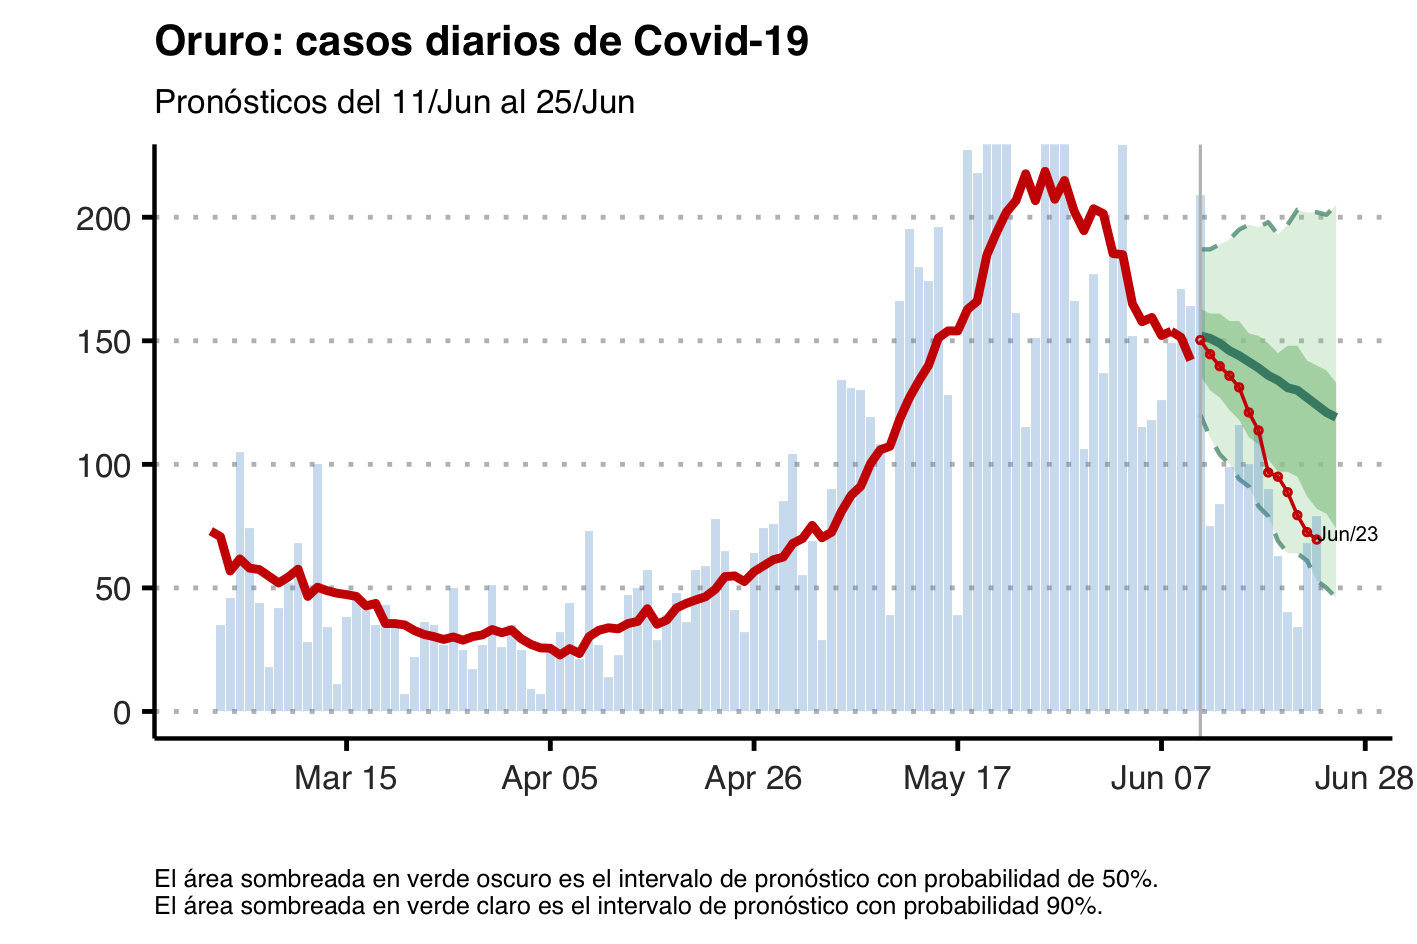 Oruro: casos diarios de Covid-19
Pronósticos del 11/Jun al 25/Jun
200
150
100
50
0
Jun/23
Mar 15
Apr 05
Apr 26
May 17
Jun 07
Jun 28
El área sombreada en verde oscuro es el intervalo de pronóstico con probabilidad de 50%.
El área sombreada en verde claro es el intervalo de pronóstico con probabilidad 90%.